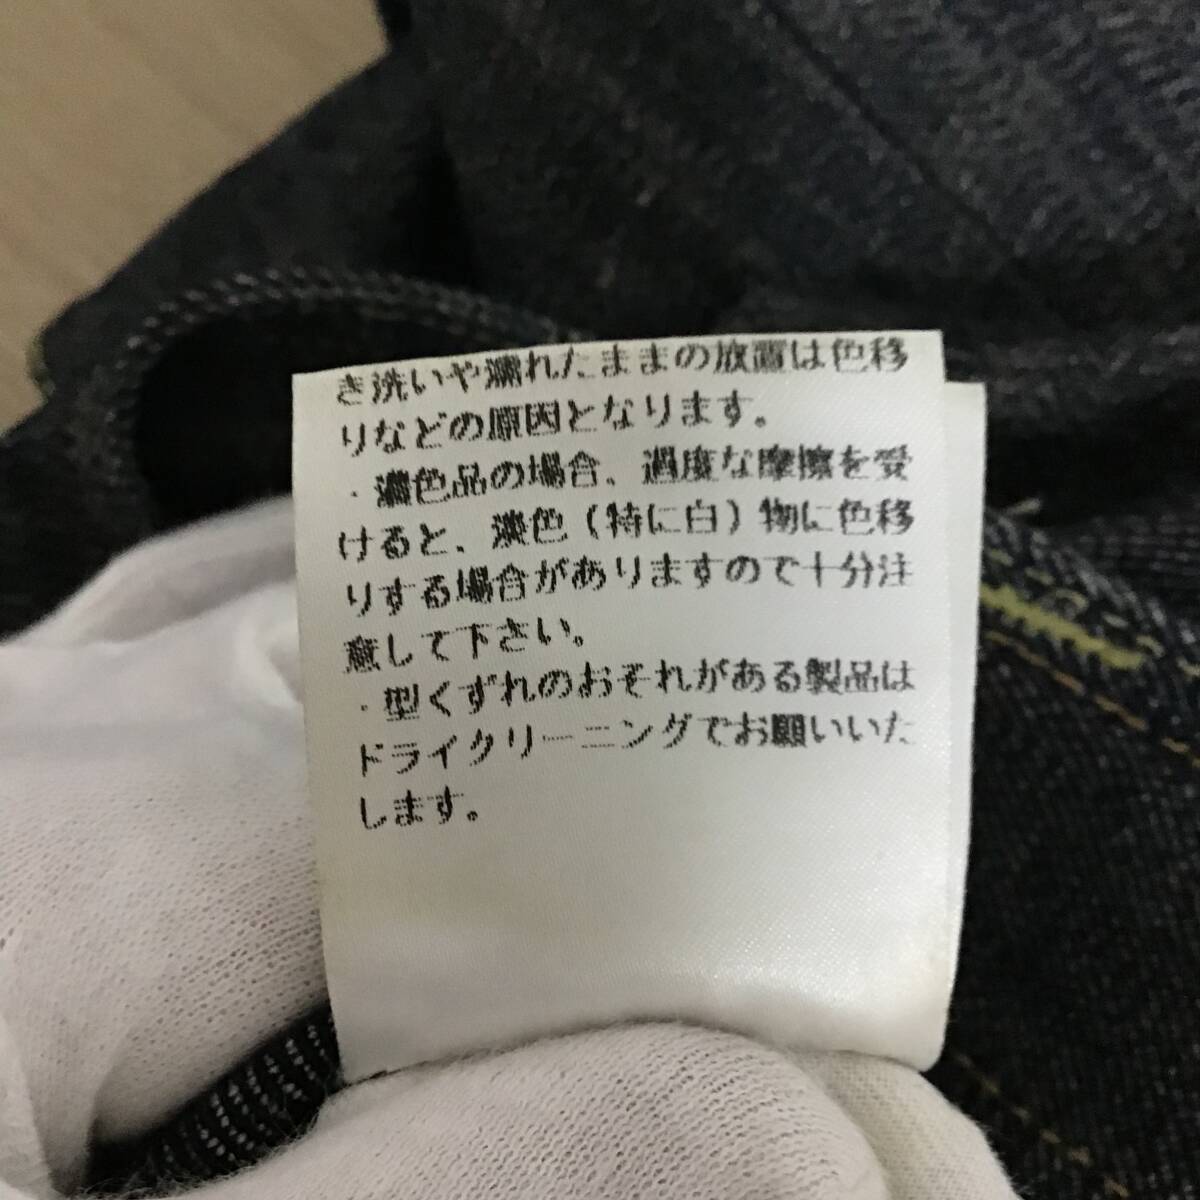 き洗いや濡れたままの放置は色移
りなどの原因となります。
・濃色品の場合、過度な摩擦を受
けると、淡色（特に白）物に色移
りする場合がありますので十分注
意して下さい。
・型くずれのおそれがある製品は
ドライクリーニングでお願いいた
します。